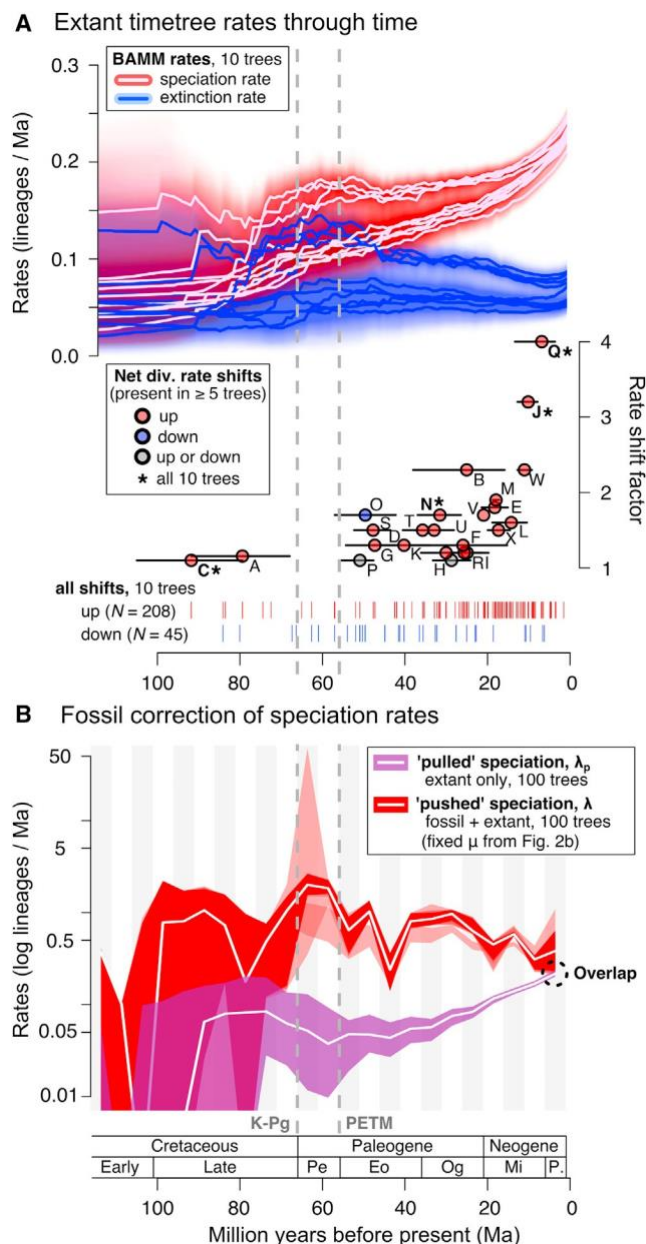 A Extant timetree rates through time
BAMM rates, 10 trees
speciation rate
extinction rate
Rates (lineages / Ma)
0.3
0.2
0.1
0.0
Net div. rate shifts
(present in ≥ 5 trees)
up
down
up or down
* all 10 trees
Rate shift factor
4
3
2
1
Q*
J*
B
W
M
O
N*
V
E
S
D
T
U
L
X
G
K
F
P
H
RI
C*
A
all shifts, 10 trees
up (N = 208)
down (N = 45)
100
80
60
40
20
0
B Fossil correction of speciation rates
'pulled' speciation, λp
extant only, 100 trees
'pushed' speciation, λ
fossil + extant, 100 trees
(fixed μ from Fig. 2b)
Rates (log lineages / Ma)
50
5
0.5
0.05
0.01
Overlap
K-Pg
PETM
Cretaceous
Paleogene
Neogene
Early
Late
Pe
Eo
Og
Mi
P.
100
80
60
40
20
0
Million years before present (Ma)